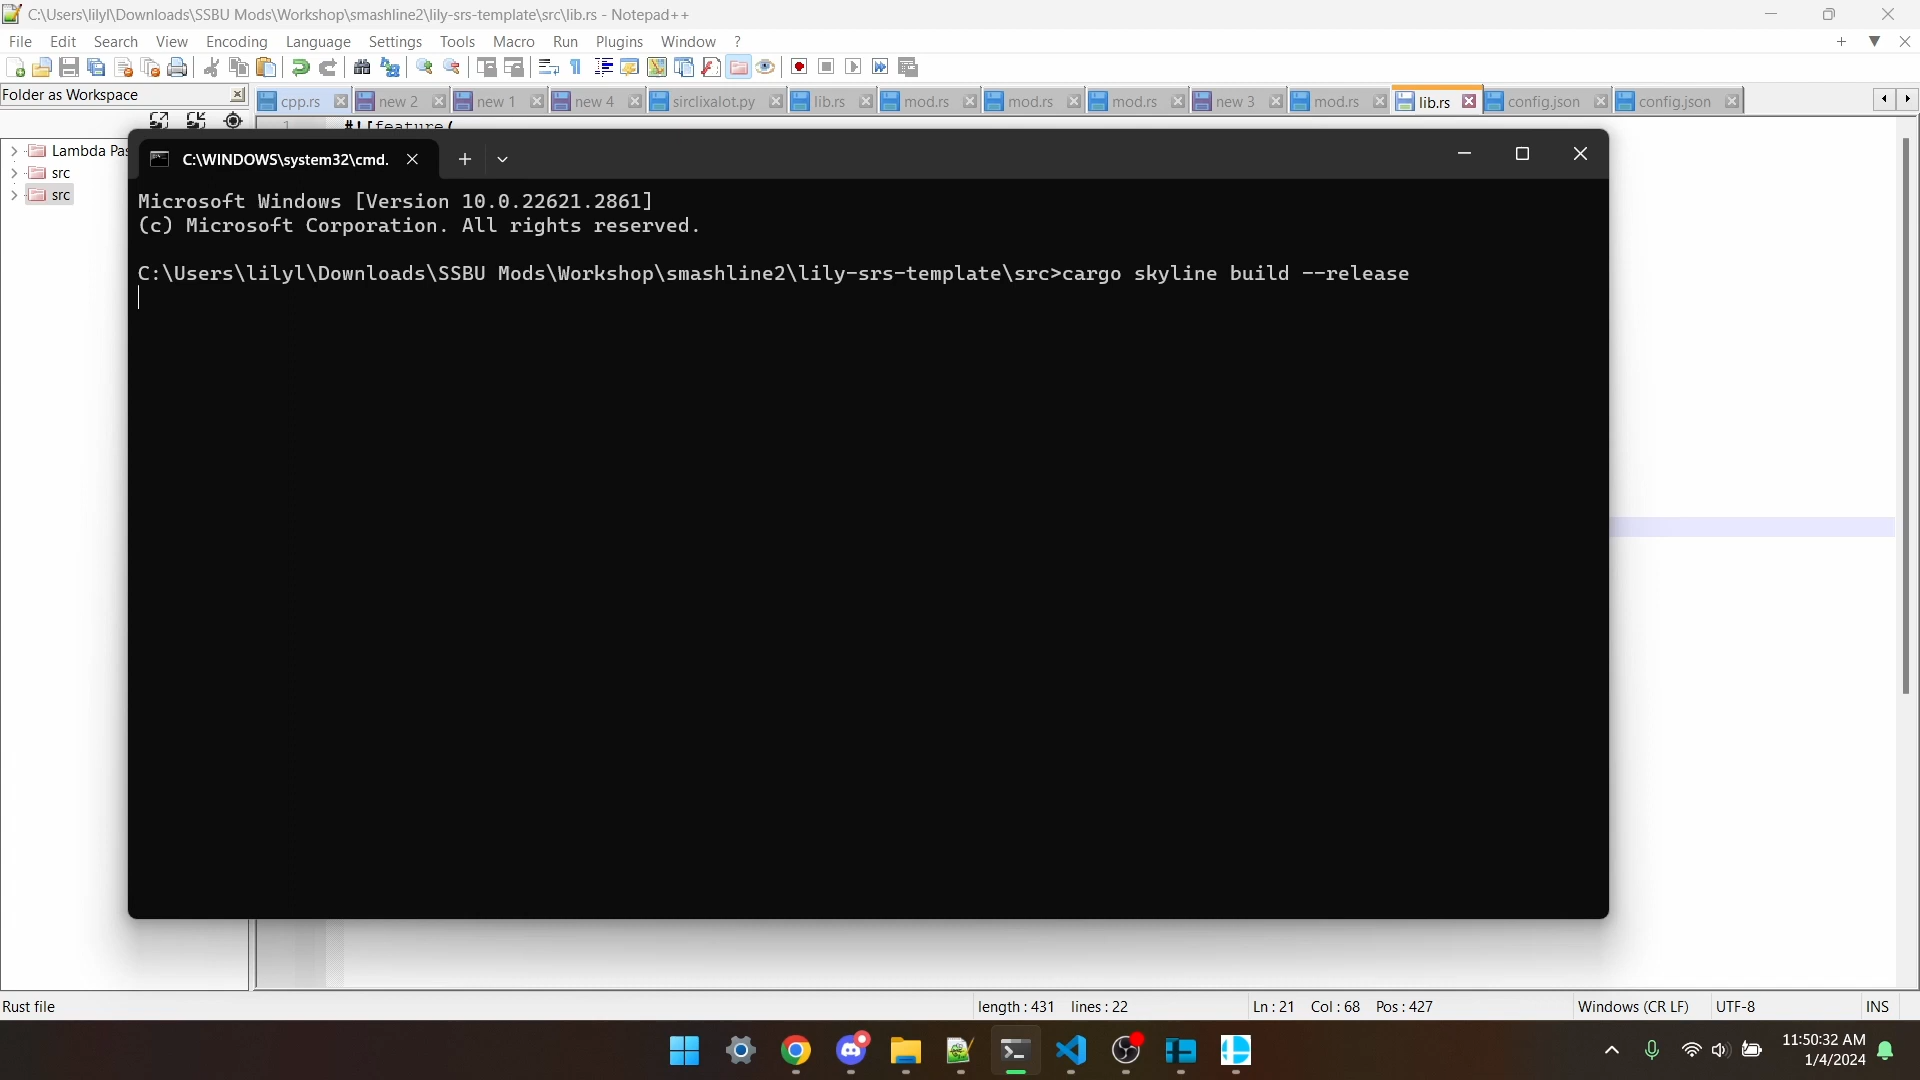 C:\Users\lilyl\Downloads\SSBU Mods\Workshop\smashline2\lily-srs-template\src\lib.rs - Notepad++
File Edit Search View Encoding Language Settings Tools Macro Run Plugins Window ?
Folder as Workspace
cpp.rs new 2 new 1 new 4 sirclixalot.py lib.rs mod.rs mod.rs mod.rs new 3 mod.rs lib.rs config.json config.json
1 #![feature(
Lambda Pas
src
src
C:\WINDOWS\system32\cmd.
Microsoft Windows [Version 10.0.22621.2861]
(c) Microsoft Corporation. All rights reserved.
C:\Users\lilyl\Downloads\SSBU Mods\Workshop\smashline2\lily-srs-template\src>cargo skyline build --release
Rust file length : 431 lines : 22 Ln : 21 Col : 68 Pos : 427 Windows (CR LF) UTF-8 INS
11:50:32 AM
1/4/2024